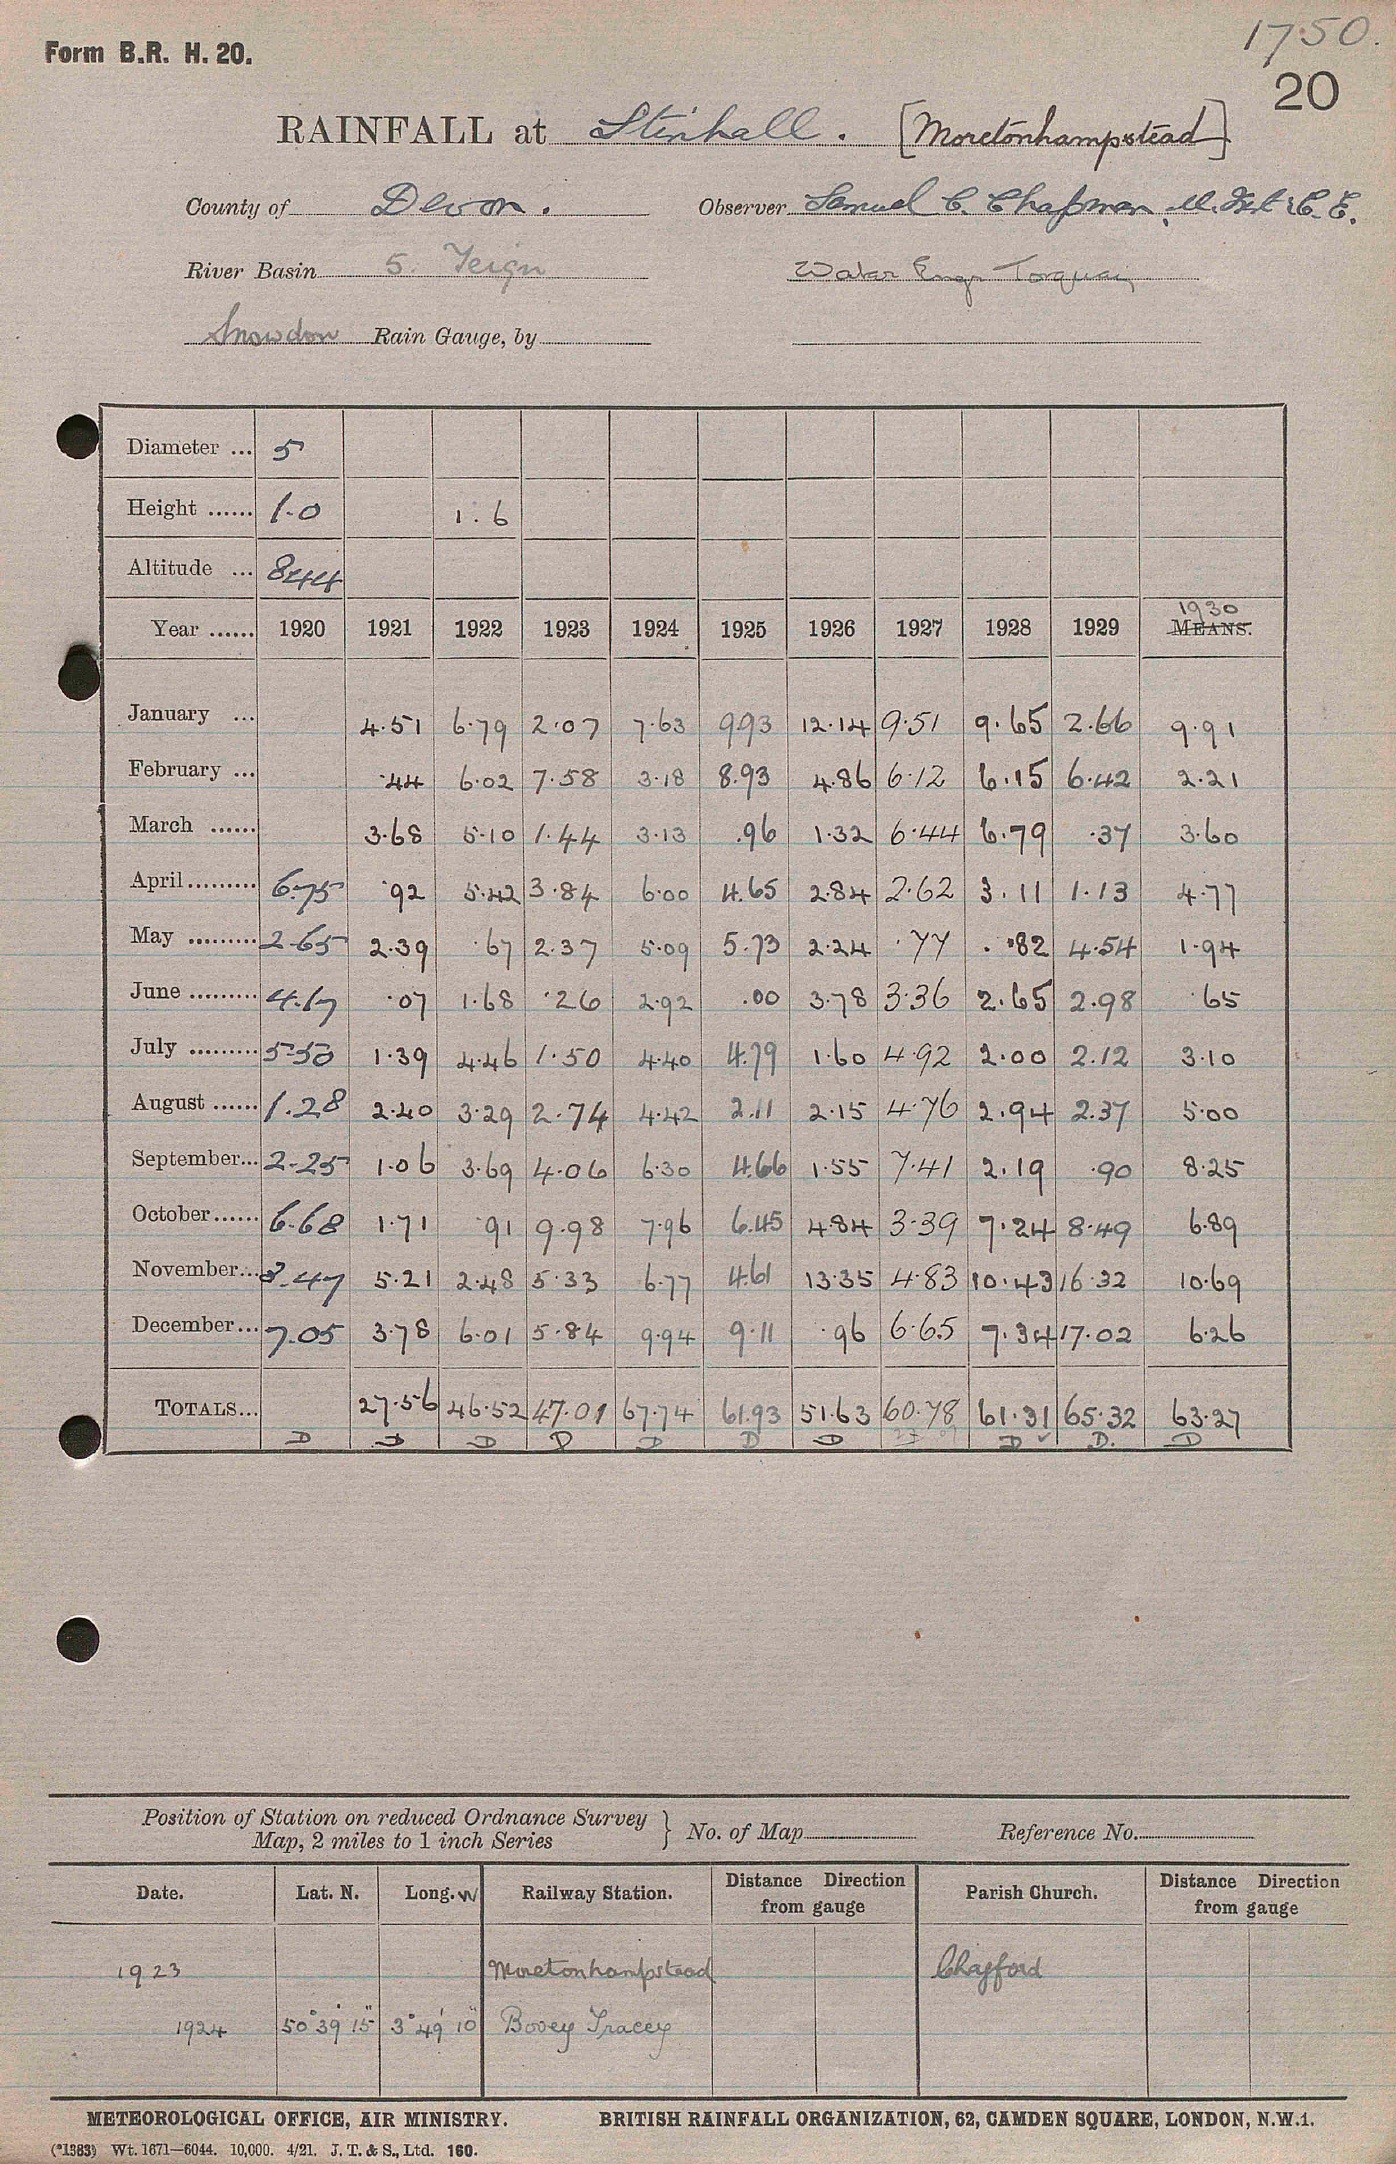 1750.
Form B.R. H. 20.
20
RAINFALL at Stinhall. [Moretonhampstead]
County of Devon. Observer Samuel C. Chapman, M. Inst C. E.
River Basin 5. Teign Water Engr Torquay
Snowdon Rain Gauge, by
Diameter ... 5
Height ...... 1.0 1.6
Altitude ... 844
1930
Year ...... 1920 1921 1922 1923 1924 1925 1926 1927 1928 1929 MEANS.
January ... 4.51 6.79 2.07 7.63 9.93 12.14 9.51 9.65 2.66 9.91
February ... .44 6.02 7.58 3.18 8.93 4.86 6.12 6.15 6.42 2.21
March ...... 3.68 5.10 1.44 3.13 .96 1.32 6.44 6.79 .37 3.60
April ......... 6.75 .92 5.42 3.84 6.00 4.65 2.84 2.62 3.11 1.13 4.77
May ......... 2.65 2.39 .67 2.37 5.09 5.73 2.24 .77 .82 4.54 1.94
June ......... 4.17 .07 1.68 .26 2.92 .00 3.78 3.36 2.65 2.98 .65
July ......... 5.50 1.39 4.46 1.50 4.40 4.79 1.60 4.92 2.00 2.12 3.10
August ...... 1.28 2.40 3.29 2.74 4.42 2.11 2.15 4.76 2.94 2.37 5.00
September... 2.25 1.06 3.69 4.06 6.30 4.66 1.55 7.41 2.19 .90 8.25
October...... 6.68 1.71 .91 9.98 7.96 6.45 4.84 3.39 7.24 8.49 6.89
November... 3.47 5.21 2.48 5.33 6.77 4.61 13.35 4.83 10.43 16.32 10.69
December... 7.05 3.78 6.01 5.84 9.94 9.11 .96 6.65 7.34 17.02 6.26
TOTALS... 27.56 46.52 47.01 67.74 61.93 51.63 60.78 61.31 65.32 63.27
D D D D D D D D D D. D
Position of Station on reduced Ordnance Survey
Map, 2 miles to 1 inch Series } No. of Map Reference No.
Date. Lat. N. Long. W Railway Station. Distance Direction from gauge Parish Church. Distance Direction from gauge
1923 Moretonhampstead Chagford
1924 50° 39' 15" 3° 49' 10" Bovey Tracey
METEOROLOGICAL OFFICE, AIR MINISTRY. BRITISH RAINFALL ORGANIZATION, 62, CAMDEN SQUARE, LONDON, N.W.1.
(*1383) Wt. 1671—6044. 10,000. 4/21. J. T. & S., Ltd. 160.